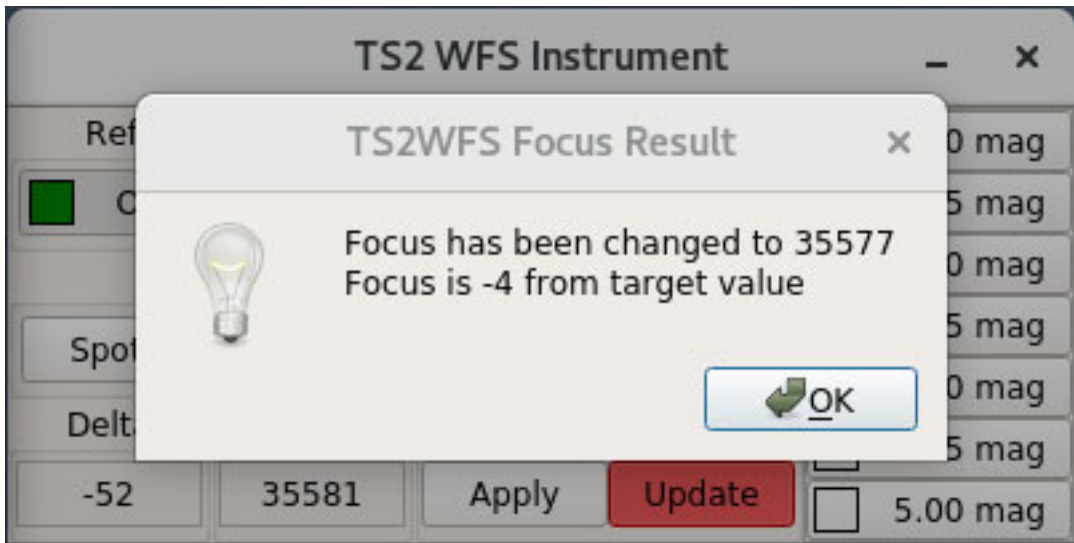 TS2 WFS Instrument
TS2WFS Focus Result
Focus has been changed to 35577
Focus is -4 from target value
OK
0 mag
5 mag
0 mag
5 mag
0 mag
5 mag
-52 35581 Apply Update 5.00 mag